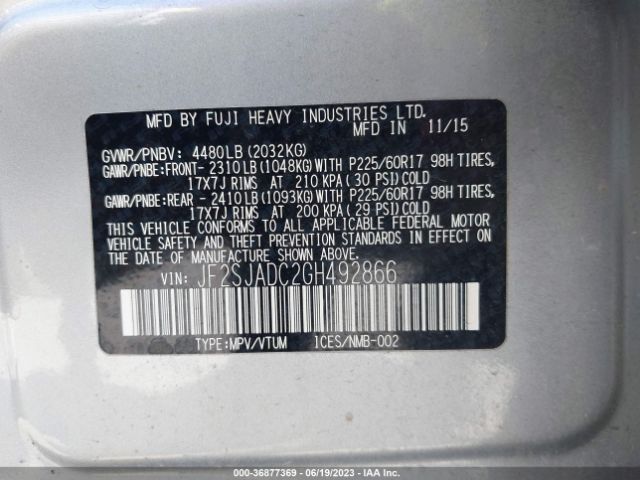 MFD BY FUJI HEAVY INDUSTRIES LTD.
MFD IN 11/15
GVWR/PNBV: 4480LB (2032KG)
GAWR/PNBE:FRONT- 2310LB (1048KG) WITH P225/60R17 98H TIRES,
17X7J RIMS AT 210 KPA (30 PSI) COLD
GAWR/PNBE:REAR - 2410LB (1093KG) WITH P225/60R17 98H TIRES,
17X7J RIMS AT 200 KPA (29 PSI) COLD
THIS VEHICLE CONFORMS TO ALL APPLICABLE FEDERAL MOTOR
VEHICLE SAFETY AND THEFT PREVENTION STANDARDS IN EFFECT ON
THE DATE OF MANUFACTURE SHOWN ABOVE.
VIN: JF2SJADC2GH492866
TYPE:MPV/VTUM ICES/NMB-002
000-36877369 | 06/19/2023 - IAA Inc.